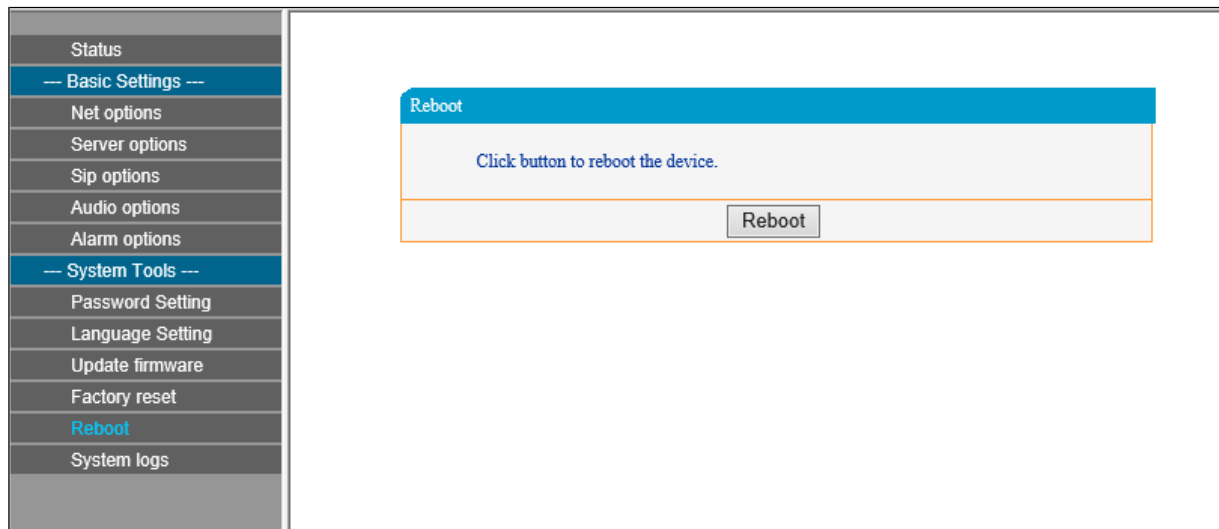 Status
--- Basic Settings ---
Net options
Server options
Sip options
Audio options
Alarm options
--- System Tools ---
Password Setting
Language Setting
Update firmware
Factory reset
Reboot
System logs
Reboot
Click button to reboot the device.
Reboot